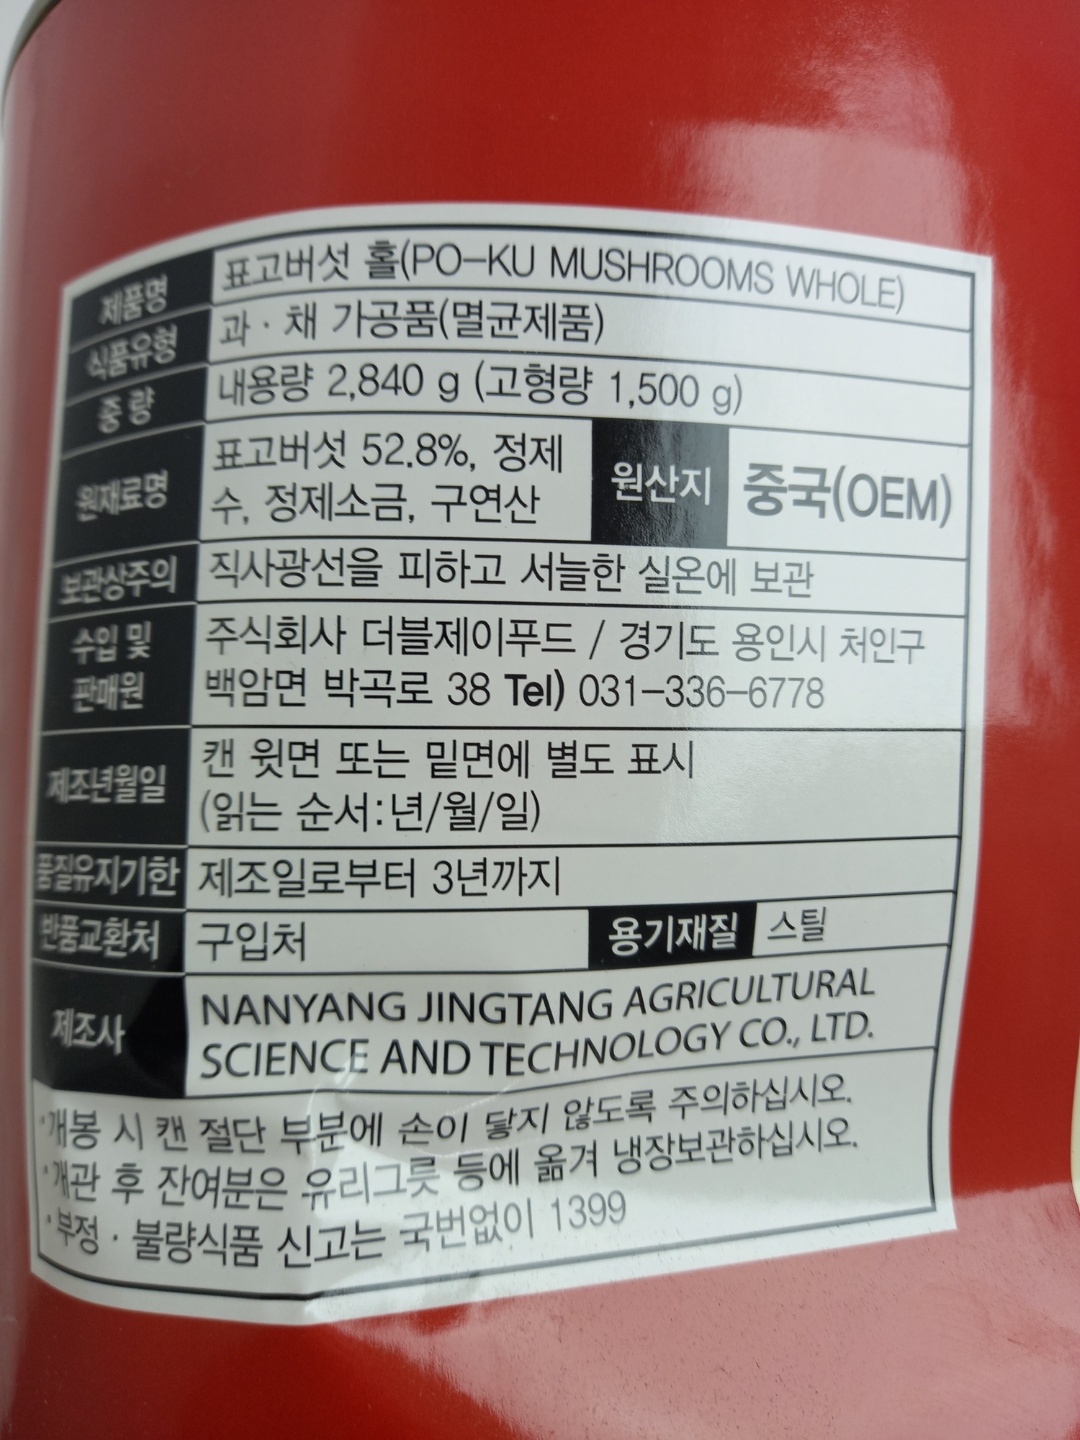 제품명 표고버섯 홀(PO-KU MUSHROOMS WHOLE)
식품유형 과·채 가공품(멸균제품)
중 량 내용량 2,840 g (고형량 1,500 g)
원재료명 표고버섯 52.8%, 정제
수, 정제소금, 구연산
원산지 중국(OEM)
보관상주의 직사광선을 피하고 서늘한 실온에 보관
수입 및 주식회사 더블제이푸드 / 경기도 용인시 처인구
판매원 백암면 박곡로 38 Tel) 031-336-6778
제조년월일 캔 윗면 또는 밑면에 별도 표시
(읽는 순서:년/월/일)
품질유지기한 제조일로부터 3년까지
반품교환처 구입처 용기재질 스틸
제조사 NANYANG JINGTANG AGRICULTURAL
SCIENCE AND TECHNOLOGY CO., LTD.
·개봉 시 캔 절단 부분에 손이 닿지 않도록 주의하십시오.
·개관 후 잔여분은 유리그릇 등에 옮겨 냉장보관하십시오.
·부정·불량식품 신고는 국번없이 1399